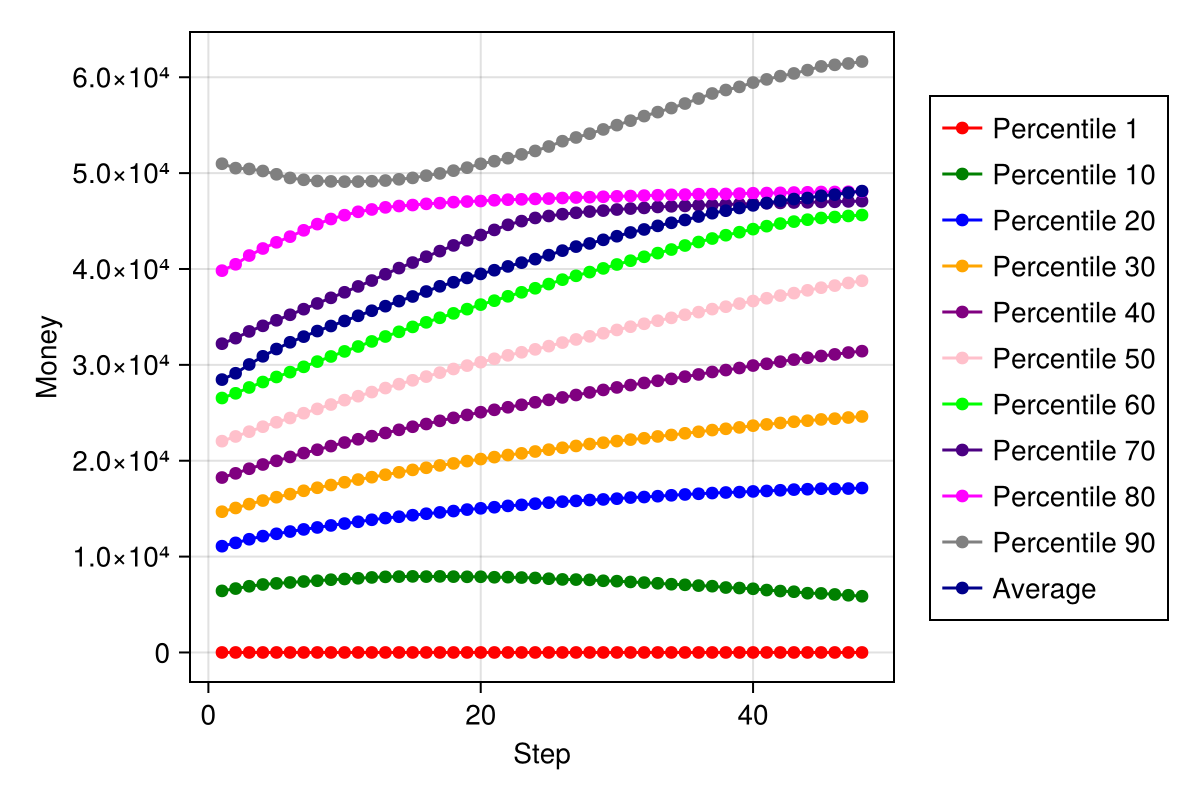 6.0×10⁴
5.0×10⁴
4.0×10⁴
3.0×10⁴
2.0×10⁴
1.0×10⁴
0
0 20 40
Money
Step
Percentile 1
Percentile 10
Percentile 20
Percentile 30
Percentile 40
Percentile 50
Percentile 60
Percentile 70
Percentile 80
Percentile 90
Average